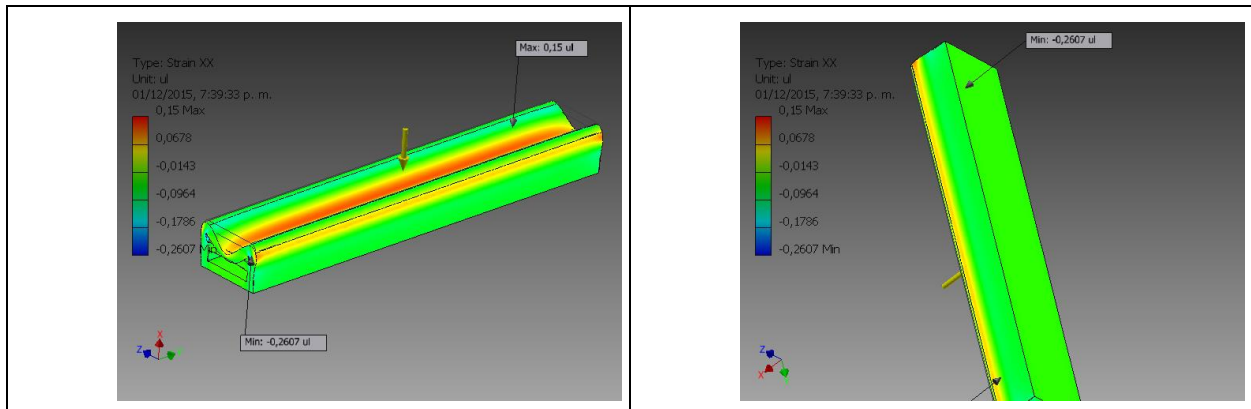 Max: 0,15 ul
Type: Strain XX
Unit: ul
01/12/2015, 7:39:33 p. m.
0,15 Max
0,0678
-0,0143
-0,0964
-0,1786
-0,2607 Min
Min: -0,2607 ul
X
Z
Min: -0,2607 ul
Type: Strain XX
Unit: ul
01/12/2015, 7:39:33 p. m.
0,15 Max
0,0678
-0,0143
-0,0964
-0,1786
-0,2607 Min
Z
X